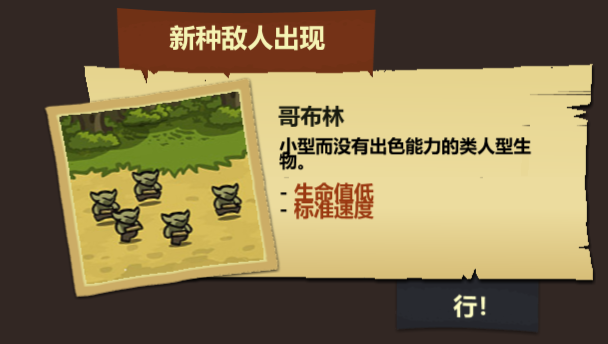 新种敌人出现
哥布林
小型而没有出色能力的类人型生
物。
- 生命值低
- 标准速度
行!